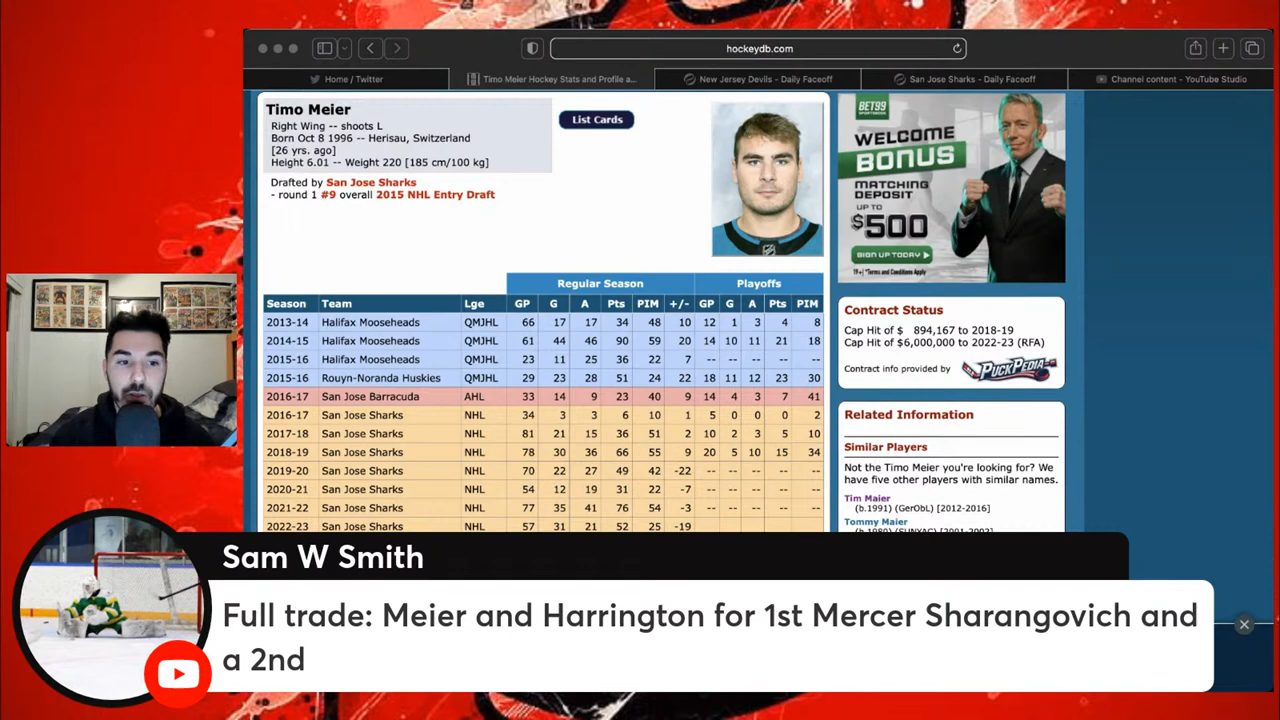 hockeydb.com
Home / Twitter
Timo Meier Hockey Stats and Profile a...
New Jersey Devils - Daily Faceoff
San Jose Sharks - Daily Faceoff
Channel content - YouTube Studio
Timo Meier
Right Wing -- shoots L
Born Oct 8 1996 -- Herisau, Switzerland
[26 yrs. ago]
Height 6.01 -- Weight 220 [185 cm/100 kg]
List Cards
Drafted by San Jose Sharks
- round 1 #9 overall 2015 NHL Entry Draft
Regular Season Playoffs
Season Team Lge GP G A Pts PIM +/- GP G A Pts PIM
2013-14 Halifax Mooseheads QMJHL 66 17 17 34 48 10 12 1 3 4 8
2014-15 Halifax Mooseheads QMJHL 61 44 46 90 59 20 14 10 11 21 18
2015-16 Halifax Mooseheads QMJHL 23 11 25 36 22 7 -- -- -- -- --
2015-16 Rouyn-Noranda Huskies QMJHL 29 23 28 51 24 22 18 11 12 23 30
2016-17 San Jose Barracuda AHL 33 14 9 23 40 9 14 4 3 7 41
2016-17 San Jose Sharks NHL 34 3 3 6 10 1 5 0 0 0 2
2017-18 San Jose Sharks NHL 81 21 15 36 51 2 10 2 3 5 10
2018-19 San Jose Sharks NHL 78 30 36 66 55 9 20 5 10 15 34
2019-20 San Jose Sharks NHL 70 22 27 49 42 -22 -- -- -- -- --
2020-21 San Jose Sharks NHL 54 12 19 31 22 -7 -- -- -- -- --
2021-22 San Jose Sharks NHL 77 35 41 76 54 -3 -- -- -- -- --
2022-23 San Jose Sharks NHL 57 31 21 52 25 -19
BET99
SPORTSBOOK
WELCOME
BONUS
MATCHING
DEPOSIT
UP TO
$500
SIGN UP TODAY
19+| *Terms and Conditions Apply
Contract Status
Cap Hit of $ 894,167 to 2018-19
Cap Hit of $6,000,000 to 2022-23 (RFA)
Contract info provided by
PUCKPEDIA
Related Information
Similar Players
Not the Timo Meier you're looking for? We
have five other players with similar names.
Tim Maier
(b.1991) (GerObL) [2012-2016]
Tommy Maier
Sam W Smith
Full trade: Meier and Harrington for 1st Mercer Sharangovich and
a 2nd